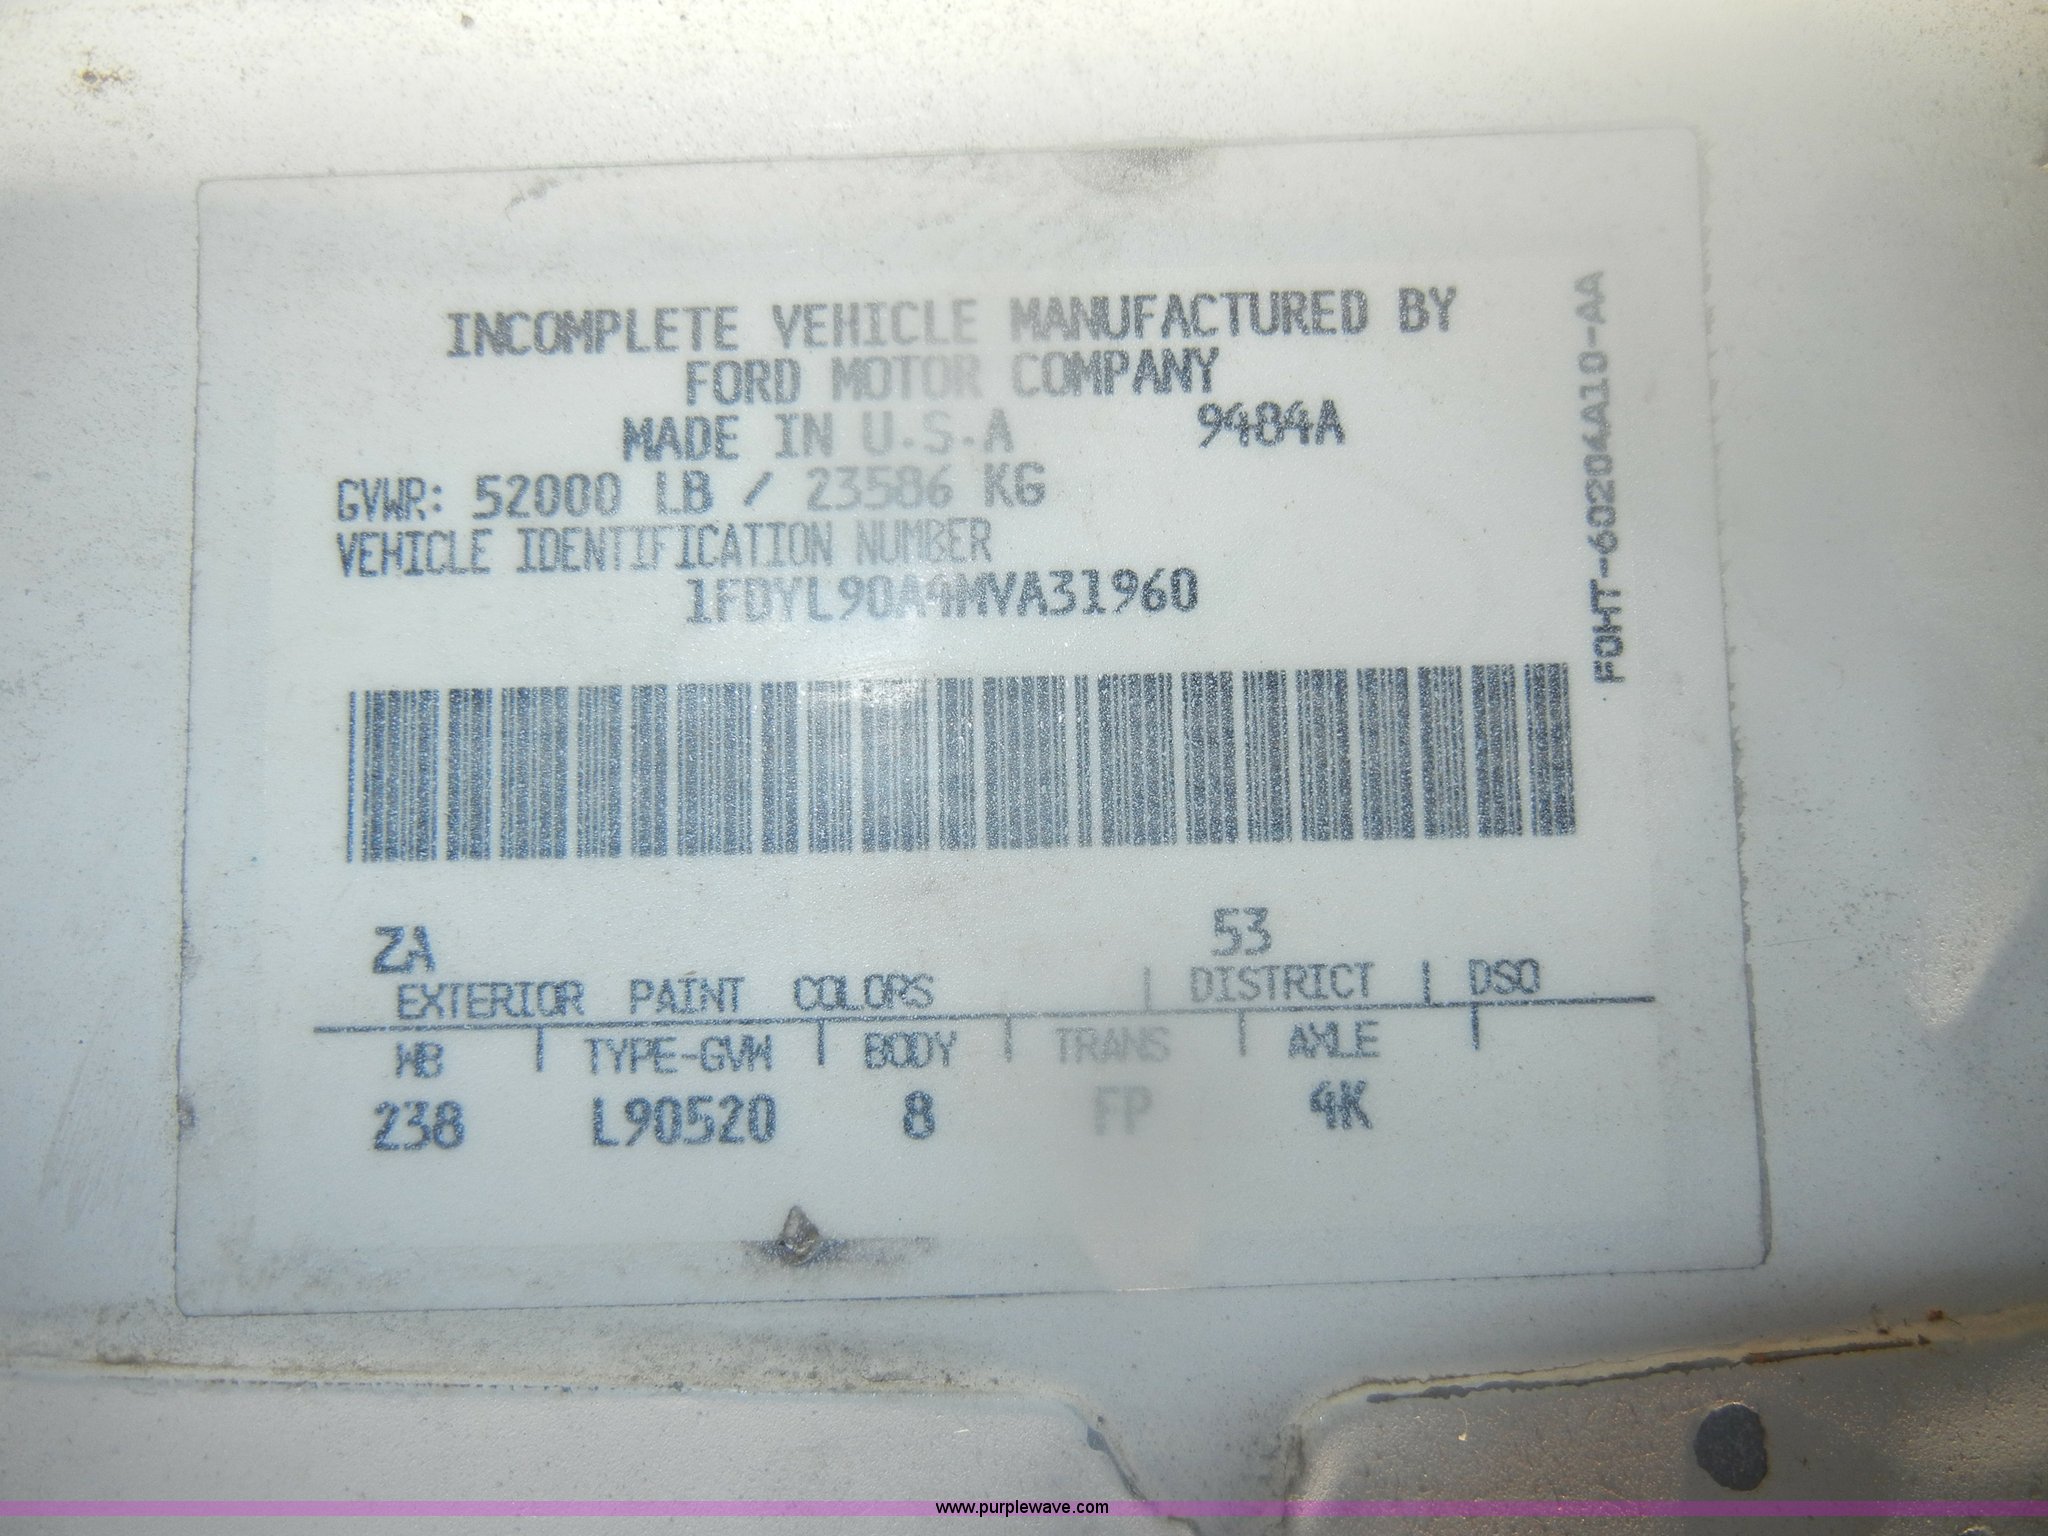 INCOMPLETE VEHICLE MANUFACTURED BY
FORD MOTOR COMPANY
MADE IN U.S.A 9484A
GVWR: 52000 LB / 23586 KG
VEHICLE IDENTIFICATION NUMBER
1FDYL90A4MVA31960
FOHT-60204A10-AA
ZA 53
EXTERIOR PAINT COLORS | DISTRICT | DSO
WB | TYPE-GVW | BODY | TRANS | AXLE |
238 L90520 8 FP 4K
www.purplewave.com